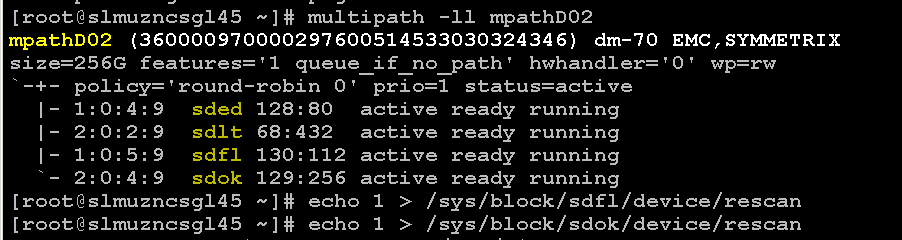 [root@slmuzncsgl45 ~]# multipath -ll mpathD02
mpathD02 (360000970000297600514533030324346) dm-70 EMC,SYMMETRIX
size=256G features='1 queue_if_no_path' hwhandler='0' wp=rw
`-+- policy='round-robin 0' prio=1 status=active
  |- 1:0:4:9  sded 128:80   active ready running
  |- 2:0:2:9  sdlt 68:432   active ready running
  |- 1:0:5:9  sdfl 130:112 active ready running
  `- 2:0:4:9  sdok 129:256 active ready running
[root@slmuzncsgl45 ~]# echo 1 > /sys/block/sdfl/device/rescan
[root@slmuzncsgl45 ~]# echo 1 > /sys/block/sdok/device/rescan